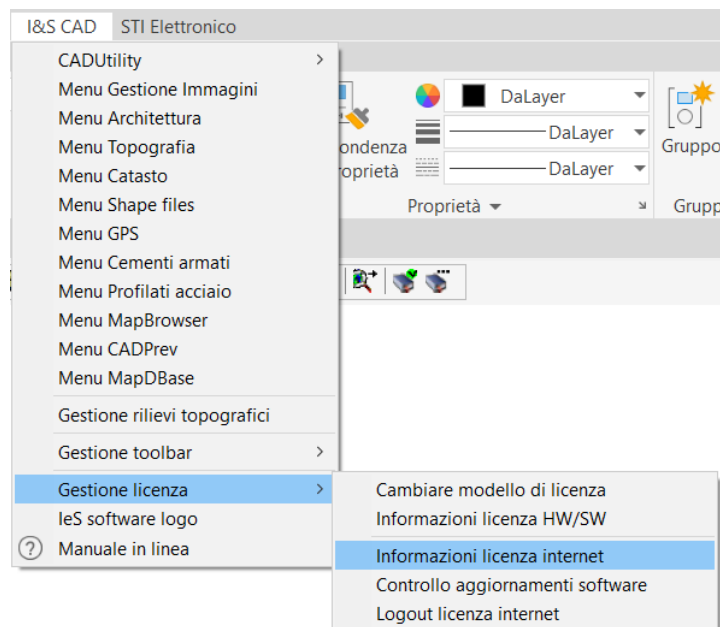 I&S CAD STI Elettronico
CADUtility
Menu Gestione Immagini
Menu Architettura
Menu Topografia
Menu Catasto
Menu Shape files
Menu GPS
Menu Cementi armati
Menu Profilati acciaio
Menu MapBrowser
Menu CADPrev
Menu MapDBase
Gestione rilievi topografici
Gestione toolbar
Gestione licenza
IeS software logo
? Manuale in linea
DaLayer
DaLayer
DaLayer
ondenza
roprietà
Proprietà
Gruppo
Grupp
Cambiare modello di licenza
Informazioni licenza HW/SW
Informazioni licenza internet
Controllo aggiornamenti software
Logout licenza internet